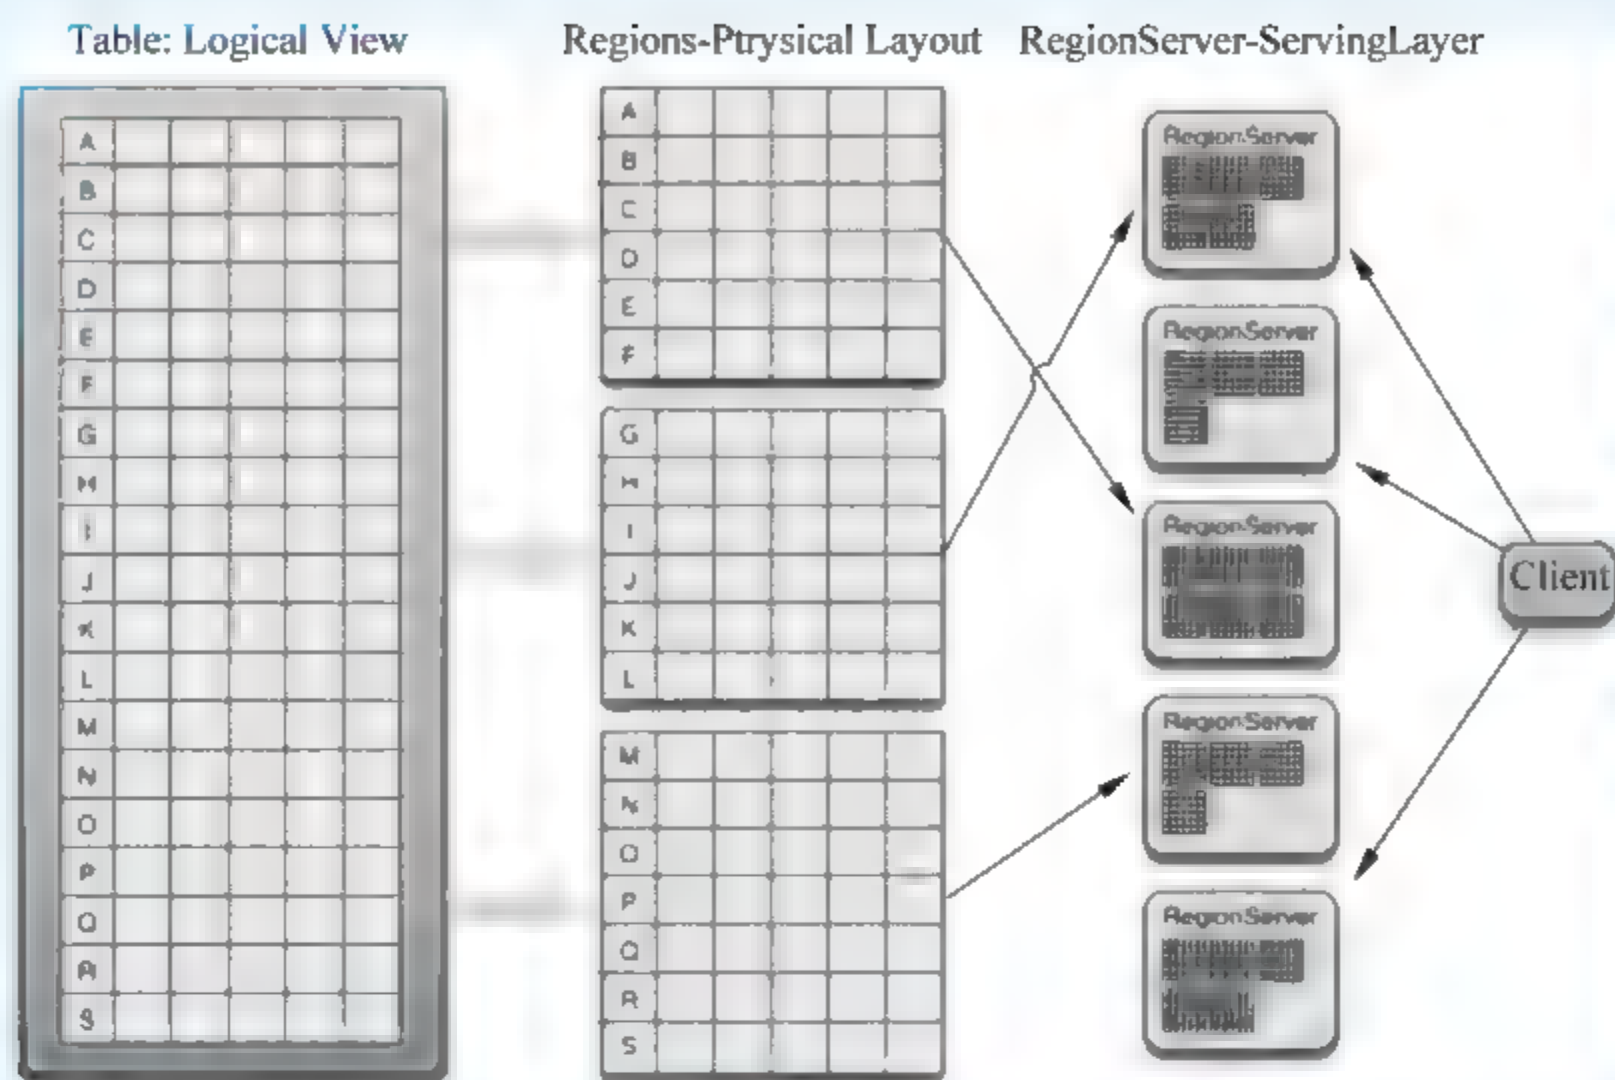 Table: Logical View
Regions-Ptrysical Layout
RegionServer-ServingLayer
A
B
C
D
E
F
G
H
I
J
K
L
M
N
O
P
Q
R
S
A
B
C
D
E
F
G
H
I
J
K
L
M
N
O
P
Q
R
S
RegionServer
RegionServer
RegionServer
RegionServer
RegionServer
Client